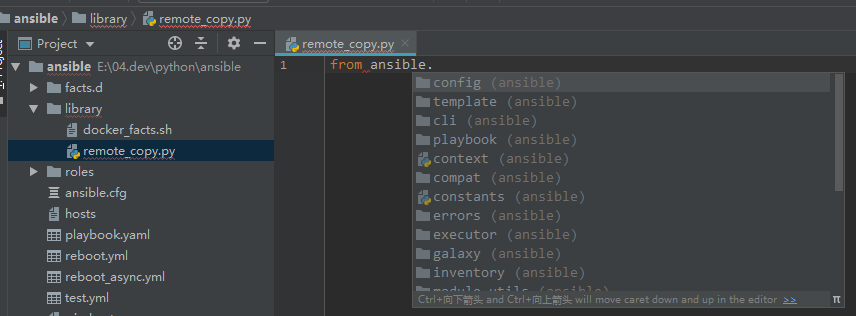 ansible library remote_copy.py
Project
remote_copy.py
ansible E:\04.dev\python\ansible
facts.d
library
docker_facts.sh
remote_copy.py
roles
ansible.cfg
hosts
playbook.yaml
reboot.yml
reboot_async.yml
test.yml
1 from ansible.
config (ansible)
template (ansible)
cli (ansible)
playbook (ansible)
context (ansible)
compat (ansible)
constants (ansible)
errors (ansible)
executor (ansible)
galaxy (ansible)
inventory (ansible)
module_utils (ansible)
Ctrl+向下箭头 and Ctrl+向上箭头 will move caret down and up in the editor >> π